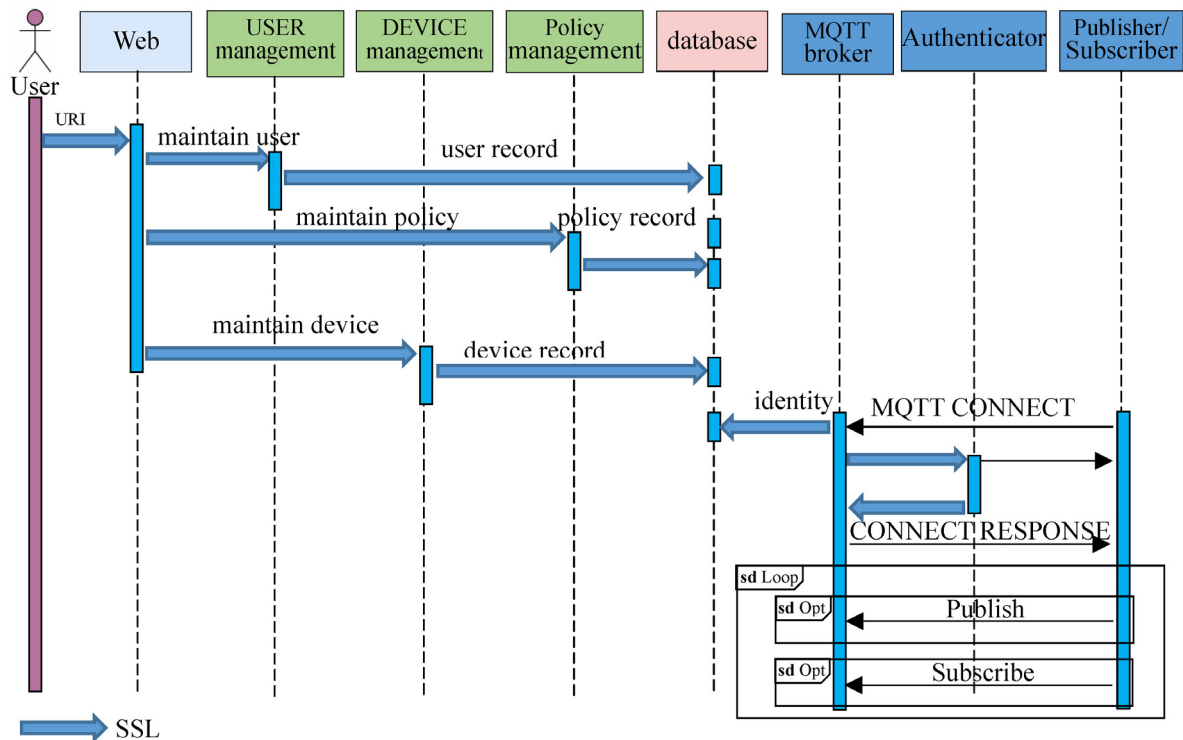 User
Web
USER
management
DEVICE
management
Policy
management
database
MQTT
broker
Authenticator
Publisher/
Subscriber
URI
maintain user
user record
maintain policy
policy record
maintain device
device record
identity
MQTT CONNECT
CONNECT RESPONSE
sd Loop
sd Opt
Publish
sd Opt
Subscribe
SSL